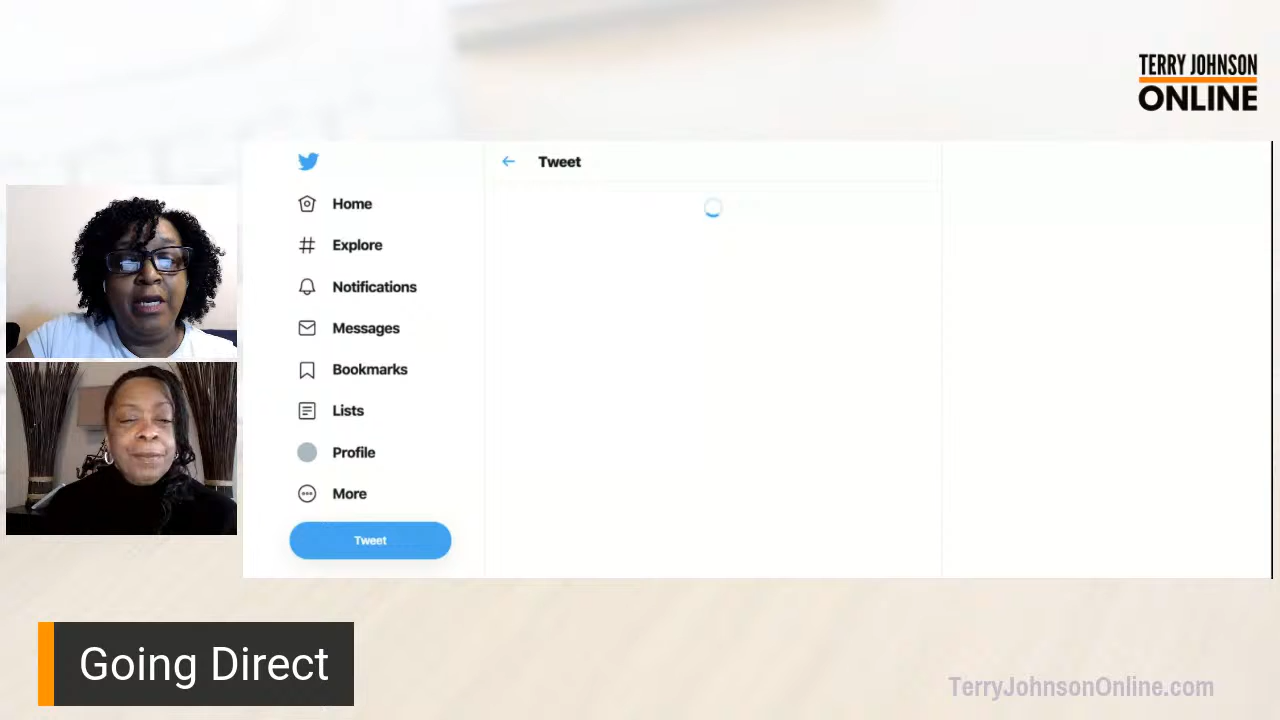 TERRY JOHNSON
ONLINE
Tweet
Home
Explore
Notifications
Messages
Bookmarks
Lists
Profile
More
Tweet
Going Direct
TerryJohnsonOnline.com